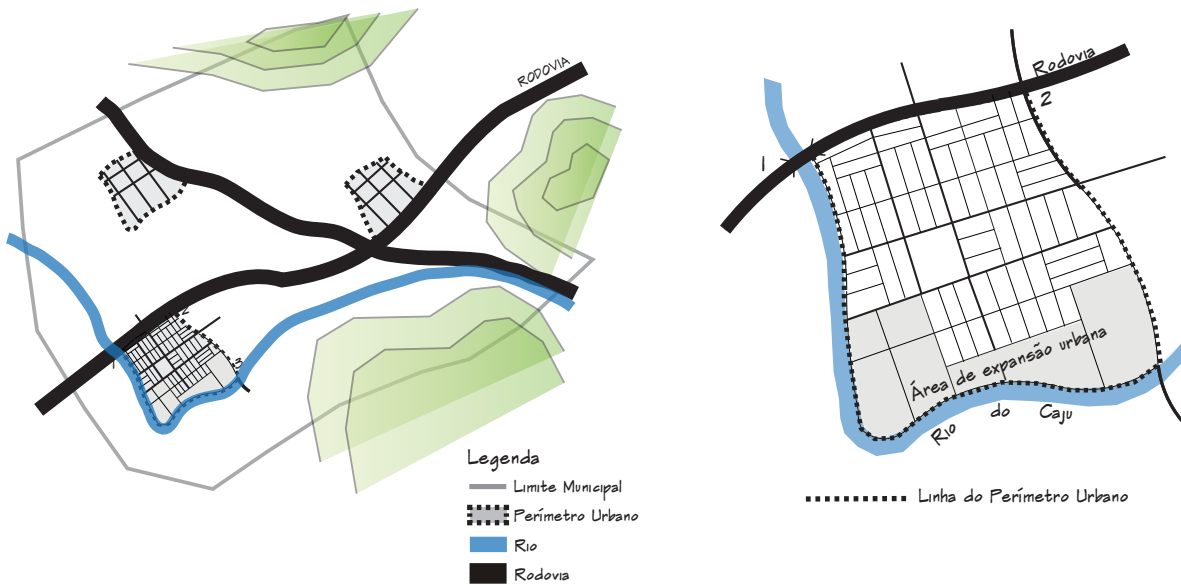 RODOVIA
Legenda
Limite Municipal
Perímetro Urbano
Rio
Rodovia
Rodovia
1
2
Área de expansão urbana
Rio do Caju
Linha do Perímetro Urbano